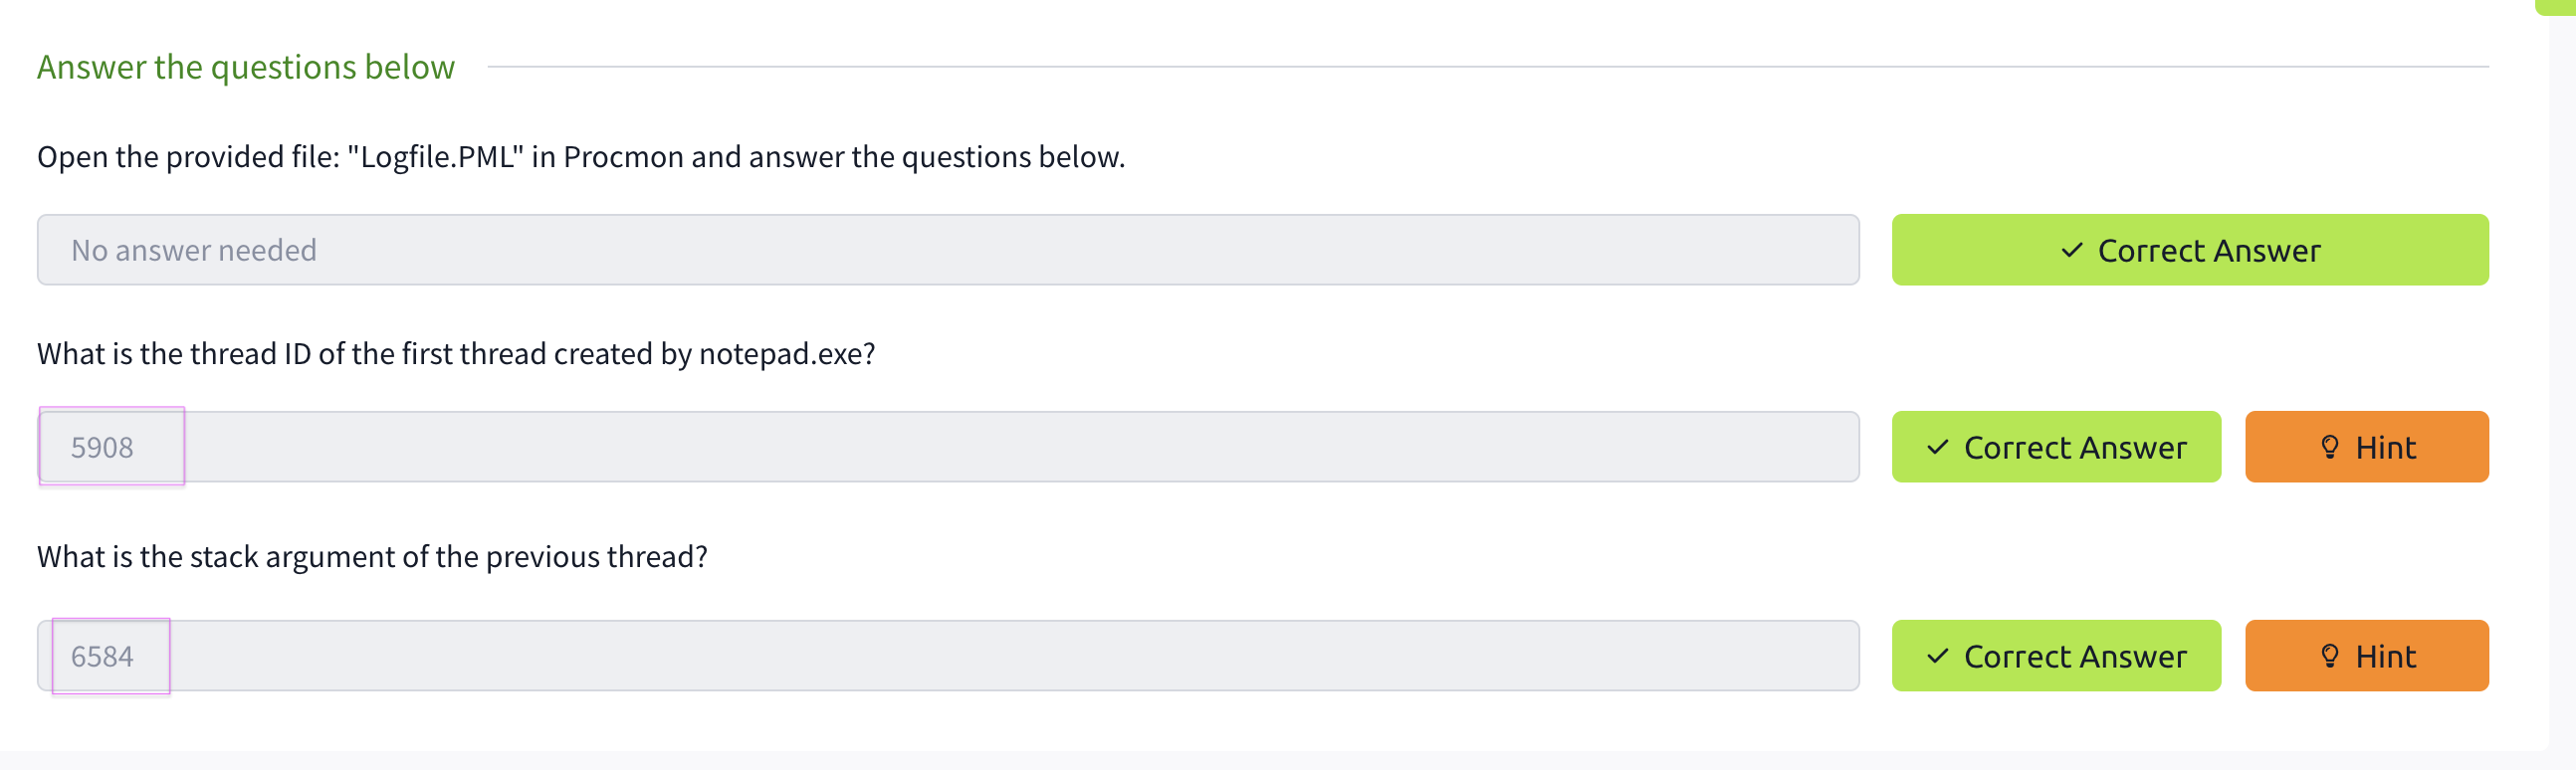 Answer the questions below
Open the provided file: "Logfile.PML" in Procmon and answer the questions below.
No answer needed
Correct Answer
What is the thread ID of the first thread created by notepad.exe?
5908
Correct Answer
Hint
What is the stack argument of the previous thread?
6584
Correct Answer
Hint